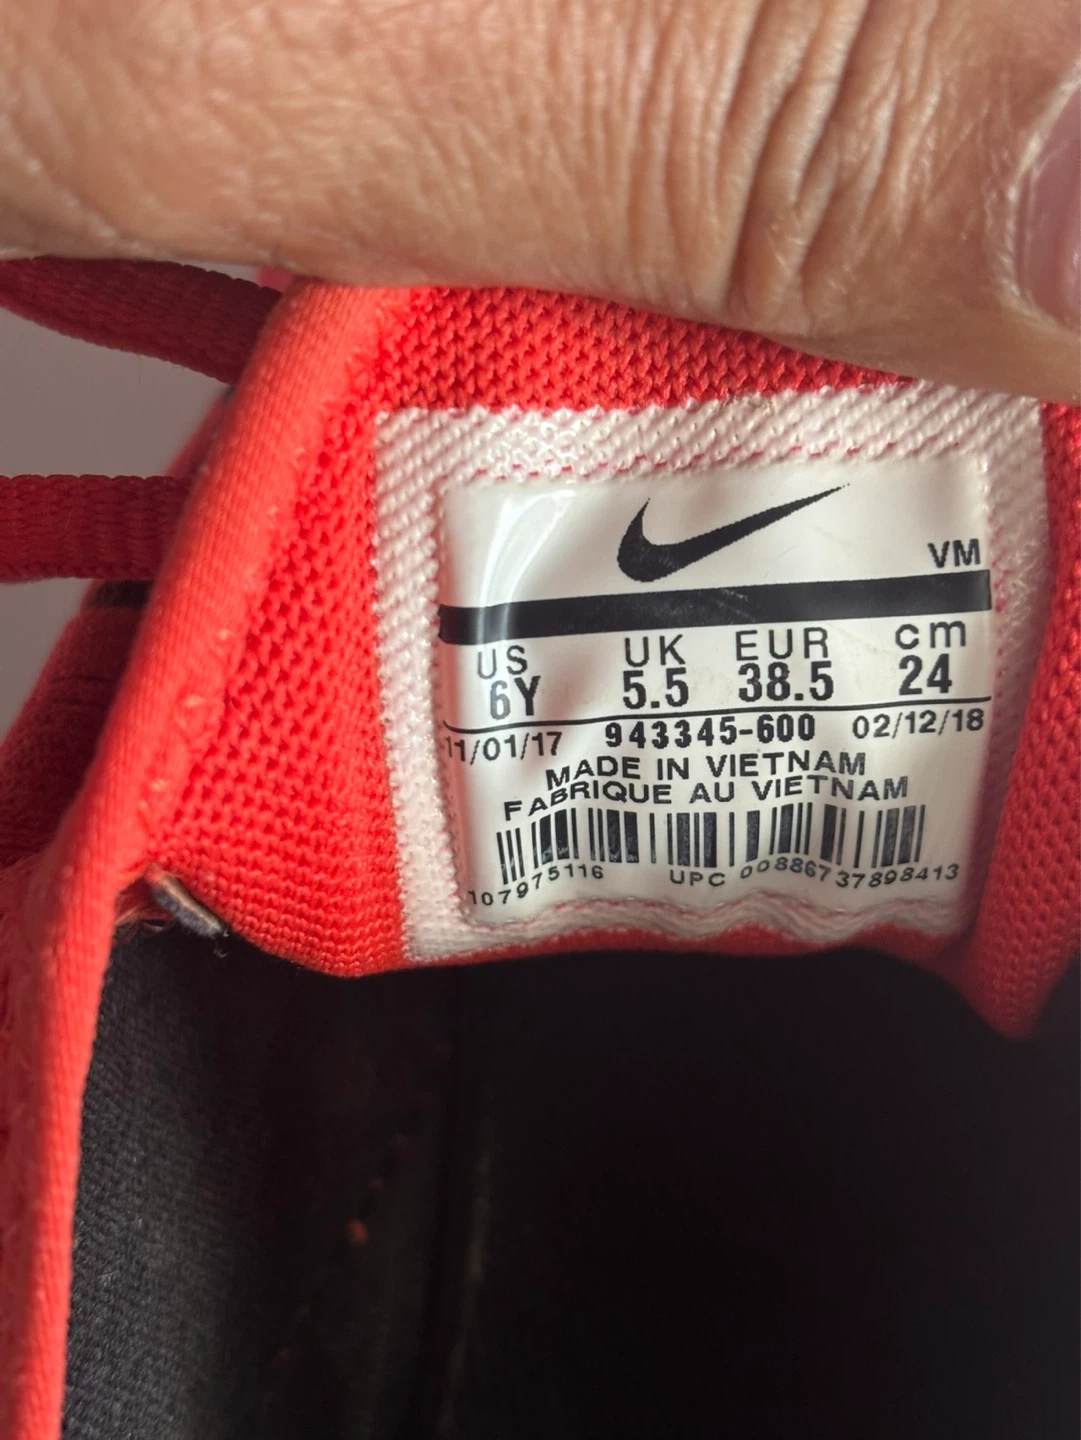 VM
US UK EUR cm
6Y 5.5 38.5 24
11/01/17 943345-600 02/12/18
MADE IN VIETNAM
FABRIQUE AU VIETNAM
107975116 UPC 00886737898413